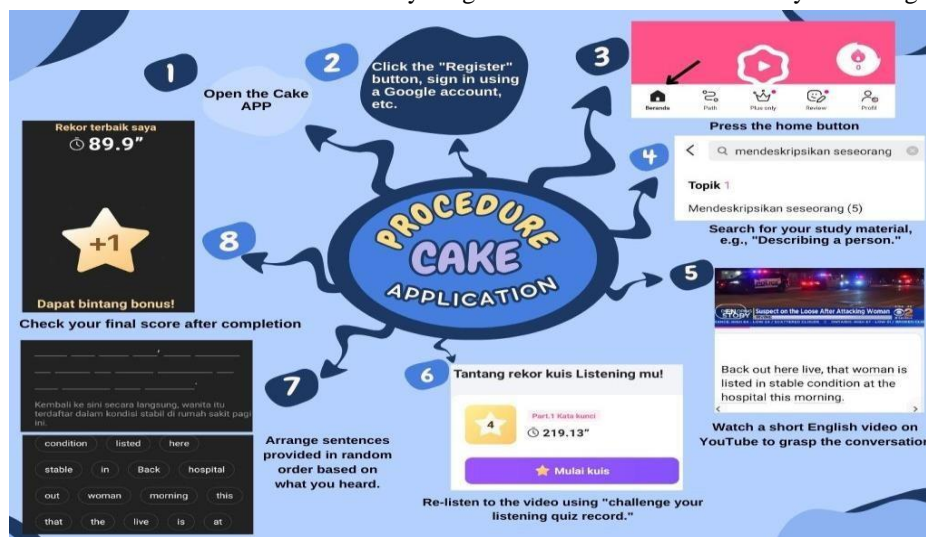 PROCEDURE
CAKE
APPLICATION
1
Open the Cake
APP
2
Click the "Register"
button, sign in using
a Google account,
etc.
3
0
Beranda Path Plus only Review Profil
Press the home button
4
mendeskripsikan seseorang
Topik 1
Mendeskripsikan seseorang (5)
Search for your study material,
e.g., "Describing a person."
5
Suspect on the Loose After Attacking Woman
Back out here live, that woman is
listed in stable condition at the
hospital this morning.
Watch a short English video on
YouTube to grasp the conversation
6
Tantang rekor kuis Listening mu!
4
Part.1 Kata kunci
219.13"
Mulai kuis
Re-listen to the video using "challenge your
listening quiz record."
7
Kembali ke sini secara langsung, wanita itu
terdaftar dalam kondisi stabil di rumah sakit pagi
ini.
condition listed here
stable in Back hospital
out woman morning this
that the live is at
Arrange sentences
provided in random
order based on
what you heard.
8
Rekor terbaik saya
89.9"
+1
Dapat bintang bonus!
Check your final score after completion